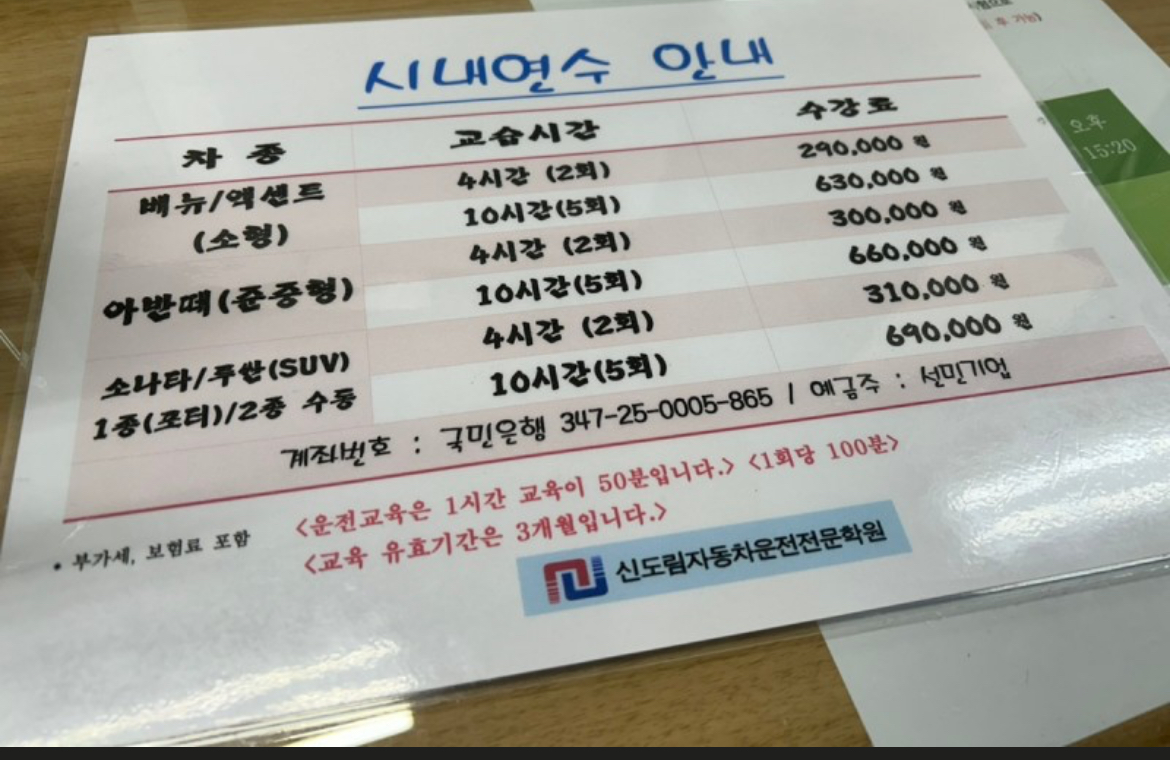 시내연수 안내
차 종 교습시간 수강료
베뉴/엑센트 (소형) 4시간 (2회) 290,000 원
10시간(5회) 630,000 원
아반떼(준중형) 4시간 (2회) 300,000 원
10시간(5회) 660,000 원
소나타/투싼(SUV) 4시간 (2회) 310,000 원
1종(포터)/2종 수동 10시간(5회) 690,000 원
계좌번호 : 국민은행 347-25-0005-865 / 예금주 : 선민기업
<운전교육은 1시간 교육이 50분입니다.> <1회당 100분>
• 부가세, 보험료 포함 <교육 유효기간은 3개월입니다.>
신도림자동차운전전문학원
후 가능)
오후
15:20